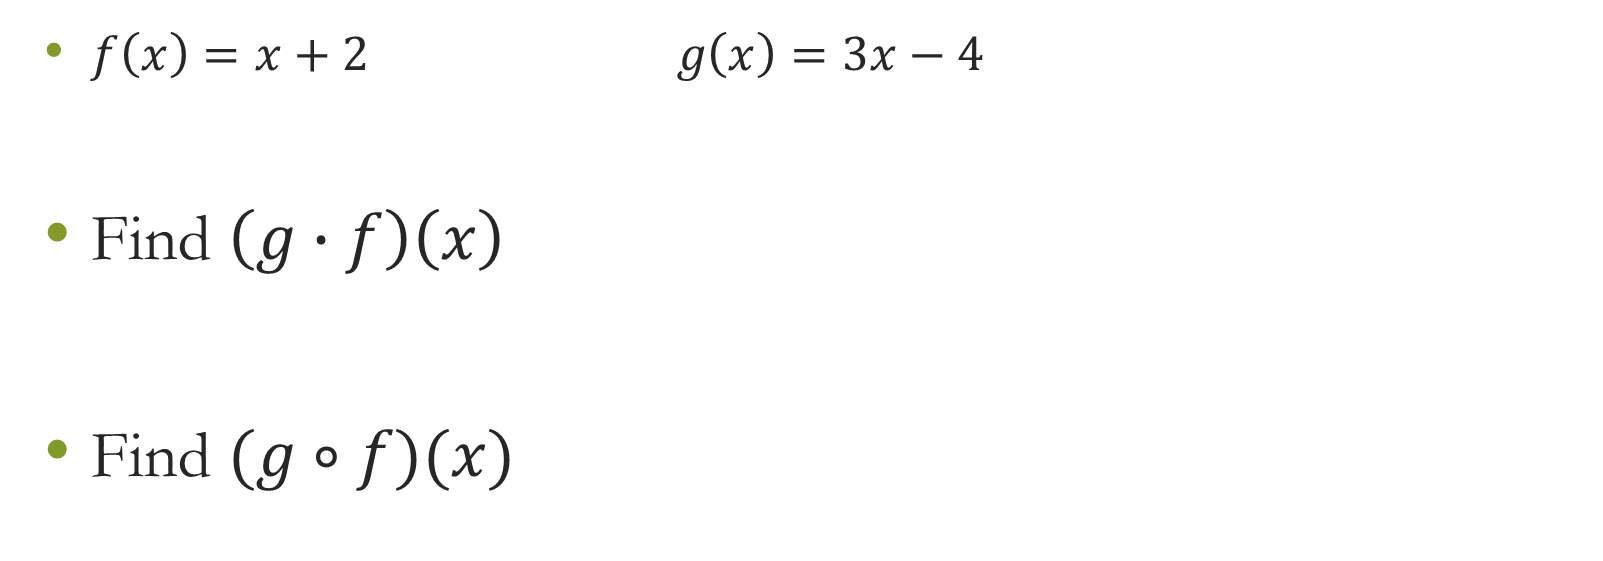 • f(x) = x + 2 g(x) = 3x − 4
• Find (g · f)(x)
• Find (g ∘ f)(x)